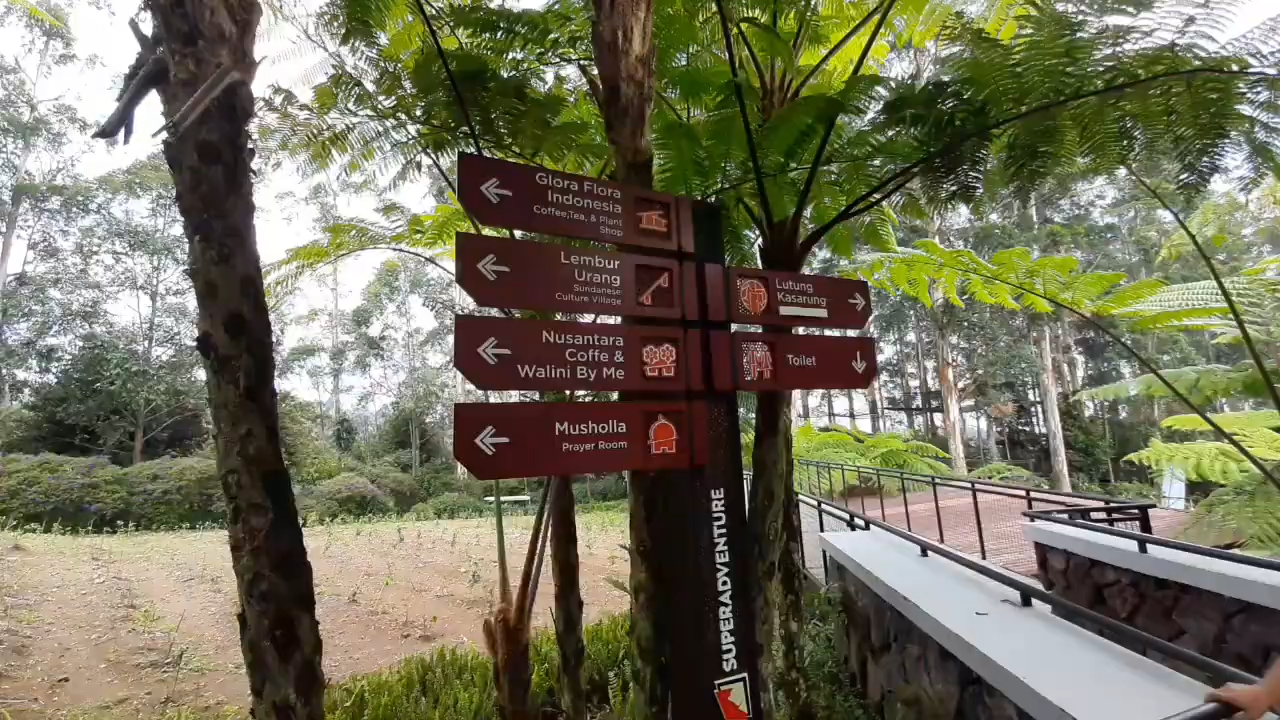 Glora Flora
Indonesia
Coffee,Tea, & Plant
Shop
Lembur
Urang
Sundanese
Culture Village
Nusantara
Coffe &
Walini By Me
Musholla
Prayer Room
Lutung
Kasarung
Toilet
SUPERADVENTURE